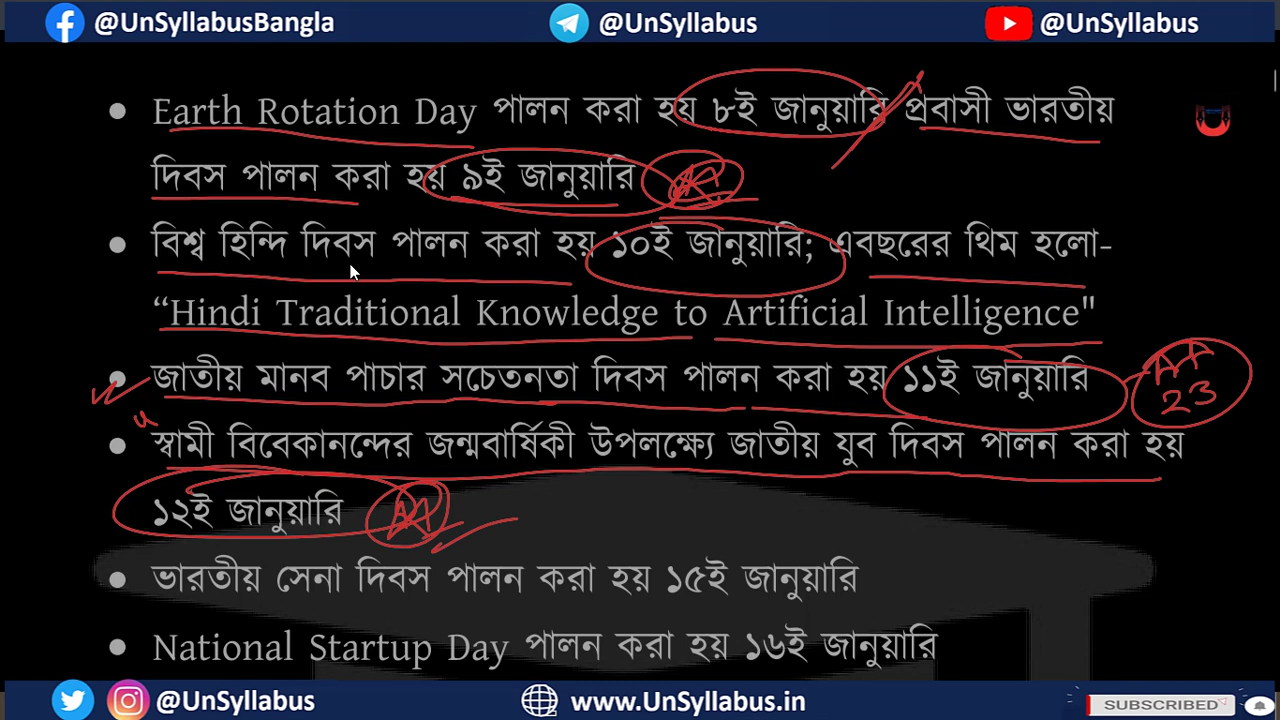 @UnSyllabusBangla @UnSyllabus @UnSyllabus
• Earth Rotation Day পালন করা হয় ৮ই জানুয়ারি প্রবাসী ভারতীয়
দিবস পালন করা হয় ৯ই জানুয়ারি
• বিশ্ব হিন্দি দিবস পালন করা হয় ১০ই জানুয়ারি; এবছরের থিম হলো-
“Hindi Traditional Knowledge to Artificial Intelligence"
• জাতীয় মানব পাচার সচেতনতা দিবস পালন করা হয় ১১ই জানুয়ারি
23
• স্বামী বিবেকানন্দের জন্মবার্ষিকী উপলক্ষ্যে জাতীয় যুব দিবস পালন করা হয়
১২ই জানুয়ারি
• ভারতীয় সেনা দিবস পালন করা হয় ১৫ই জানুয়ারি
• National Startup Day পালন করা হয় ১৬ই জানুয়ারি
@UnSyllabus www.UnSyllabus.in SUBSCRIBED